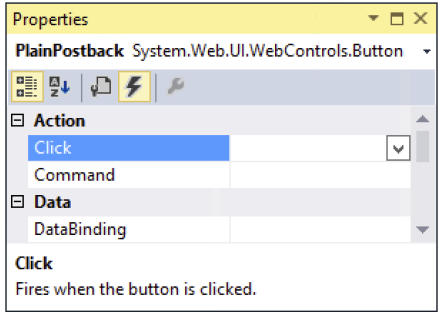 Properties
PlainPostback System.Web.UI.WebControls.Button
Action
Click
Command
Data
DataBinding
Click
Fires when the button is clicked.